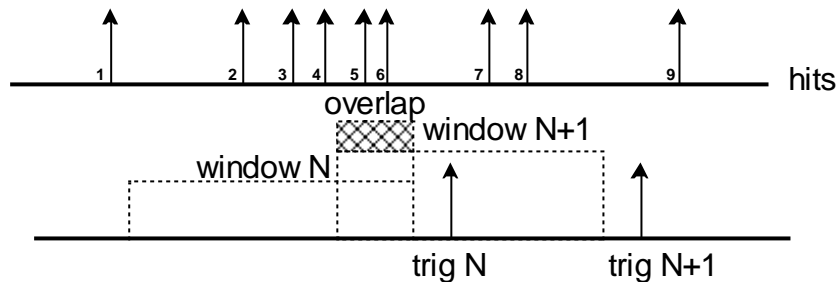 1 2 3 4 5 6 7 8 9
hits
overlap
window N+1
window N
trig N
trig N+1